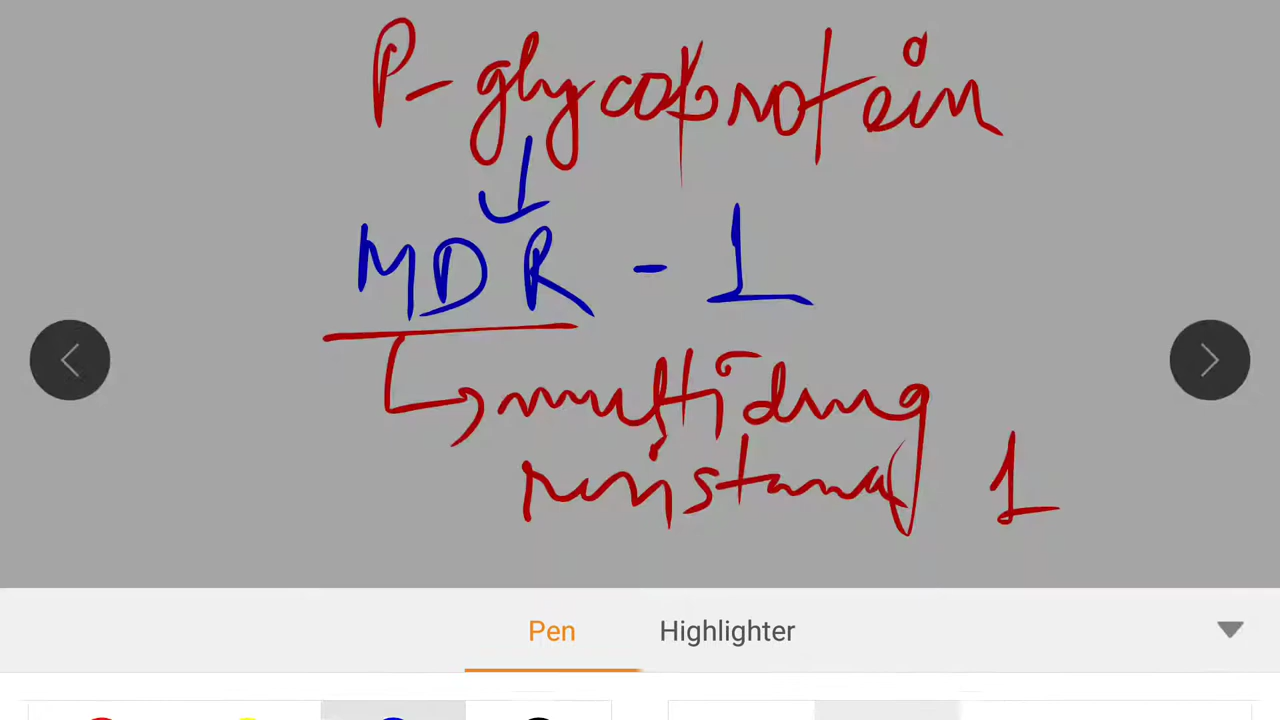 P-glycoprotein
MDR - 1
multidrug
resistance 1
Pen Highlighter